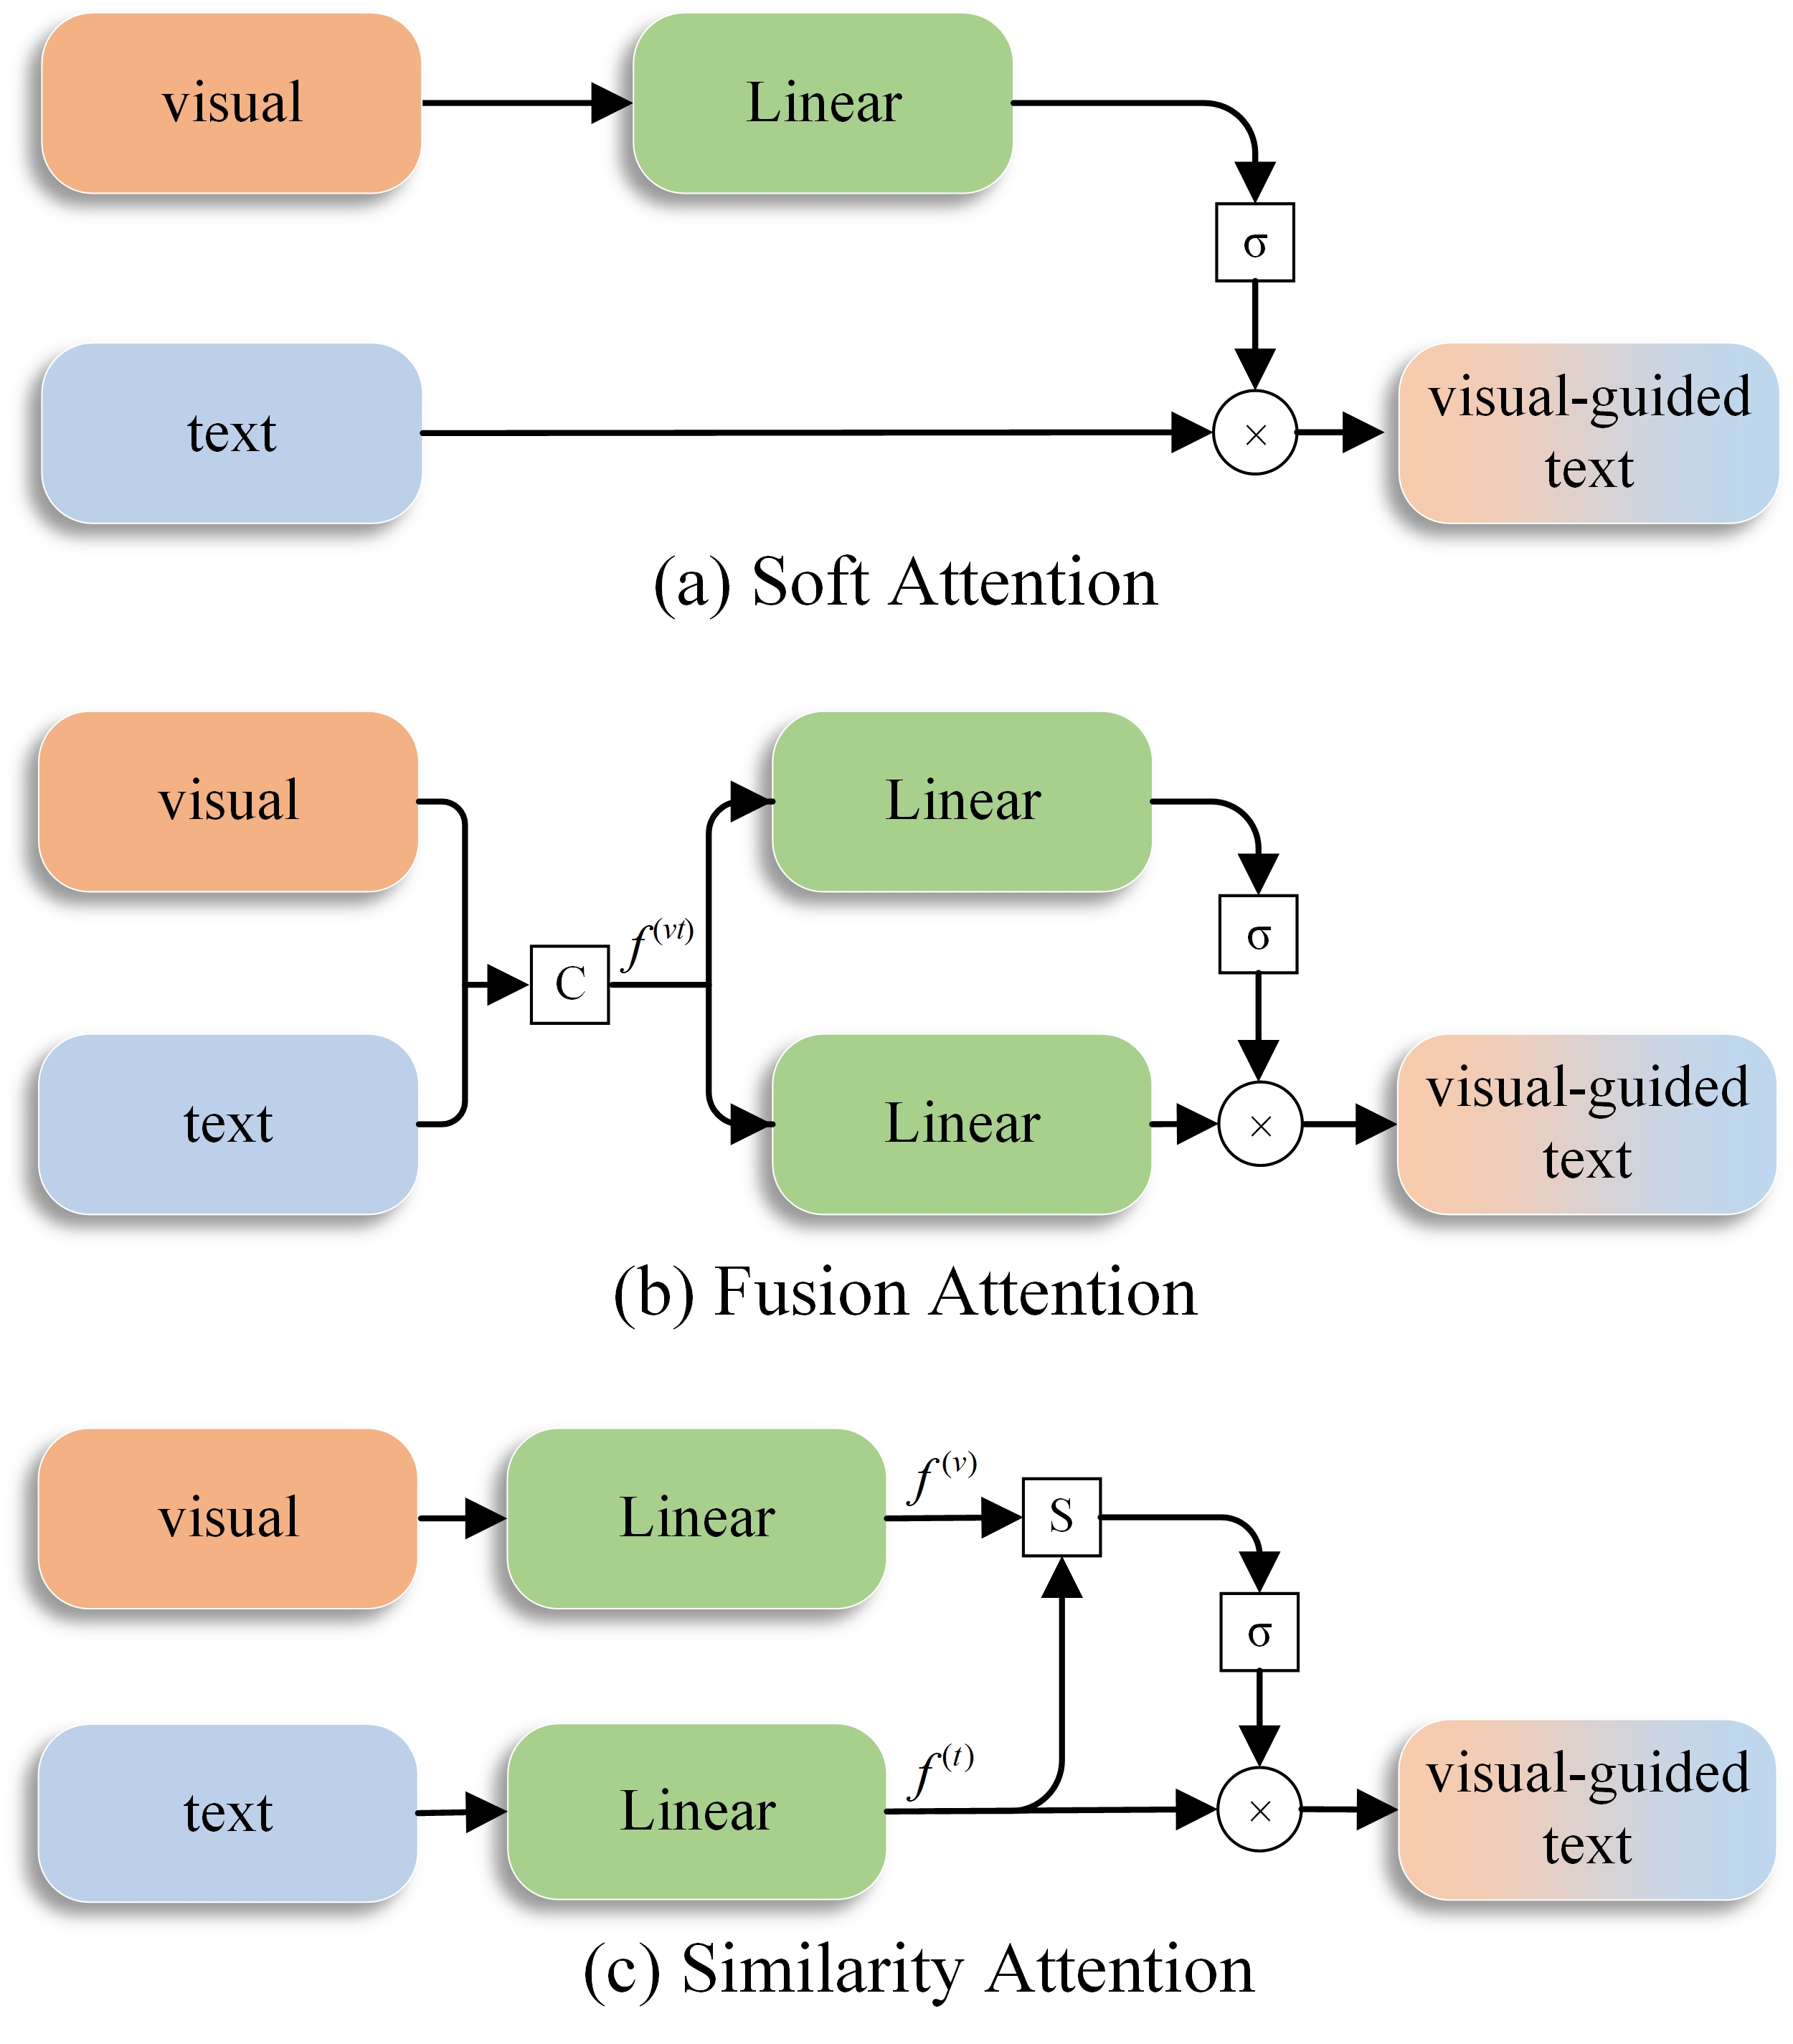 visual
Linear
σ
text
×
visual-guided
text
(a) Soft Attention
visual
Linear
σ
C
f^(vt)
text
Linear
×
visual-guided
text
(b) Fusion Attention
visual
Linear
f^(v)
S
σ
text
Linear
f^(t)
×
visual-guided
text
(c) Similarity Attention